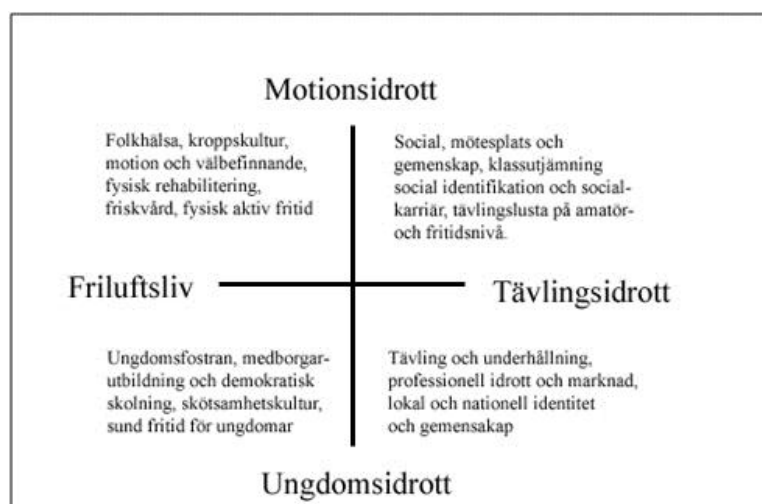 Motionsidrott
Folkhälsa, kroppskultur,
motion och välbefinnande,
fysisk rehabilitering,
friskvård, fysisk aktiv fritid
Social, mötesplats och
gemenskap, klassutjämning
social identifikation och social-
karriär, tävlingslusta på amatör-
och fritidsnivå.
Friluftsliv
Tävlingsidrott
Ungdomsfostran, medborgar-
utbildning och demokratisk
skolning, skötsamhetskultur,
sund fritid för ungdomar
Tävling och underhållning,
professionell idrott och marknad,
lokal och nationell identitet
och gemensakap
Ungdomsidrott